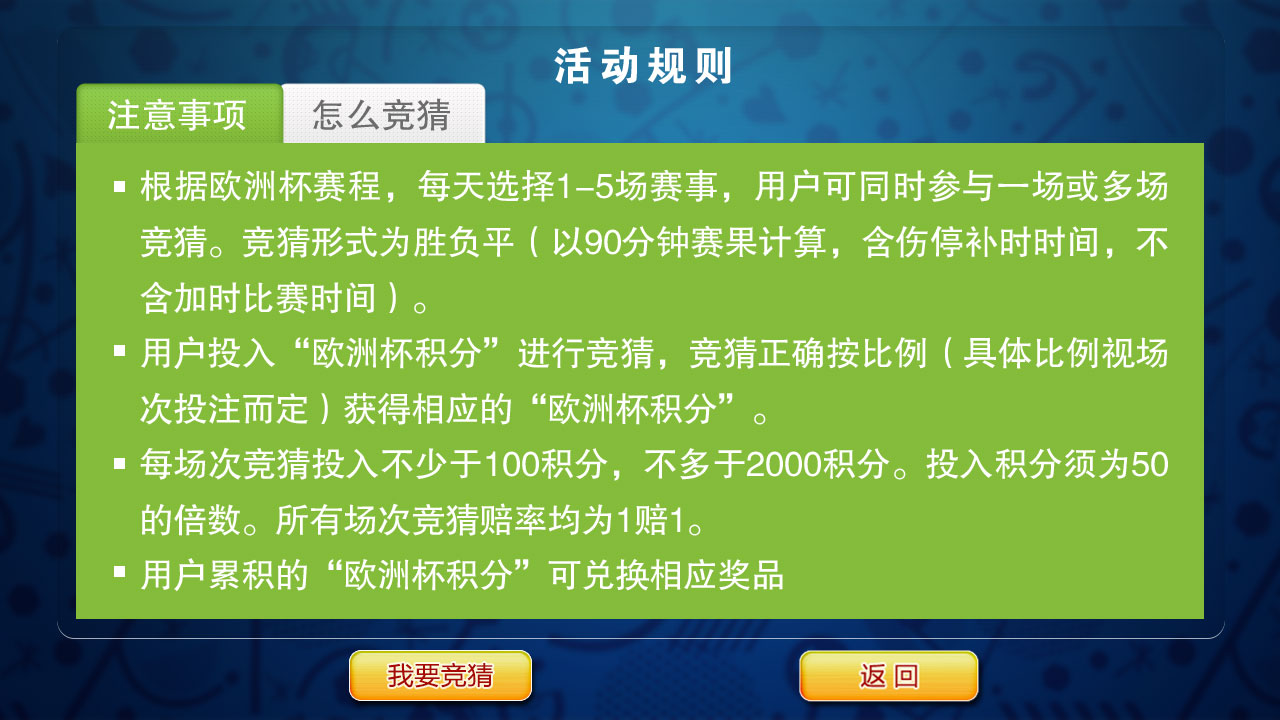 活动规则
注意事项 怎么竞猜
根据欧洲杯赛程，每天选择1-5场赛事，用户可同时参与一场或多场
竞猜。竞猜形式为胜负平（以90分钟赛果计算，含伤停补时时间，不
含加时比赛时间）。
用户投入“欧洲杯积分”进行竞猜，竞猜正确按比例（具体比例视场
次投注而定）获得相应的“欧洲杯积分”。
每场次竞猜投入不少于100积分，不多于2000积分。投入积分须为50
的倍数。所有场次竞猜赔率均为1赔1。
用户累积的“欧洲杯积分”可兑换相应奖品
我要竞猜 返回